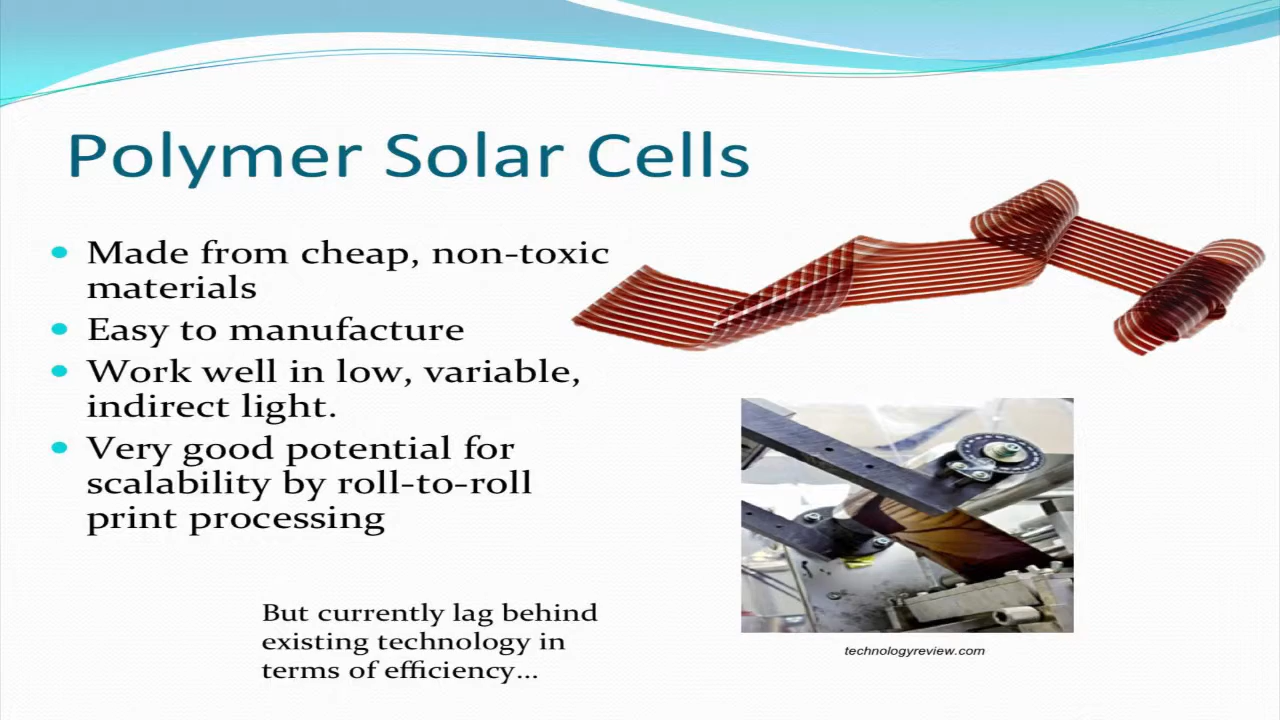 Polymer Solar Cells
Made from cheap, non-toxic
materials
Easy to manufacture
Work well in low, variable,
indirect light.
Very good potential for
scalability by roll-to-roll
print processing
But currently lag behind
existing technology in
terms of efficiency...
technologyreview.com